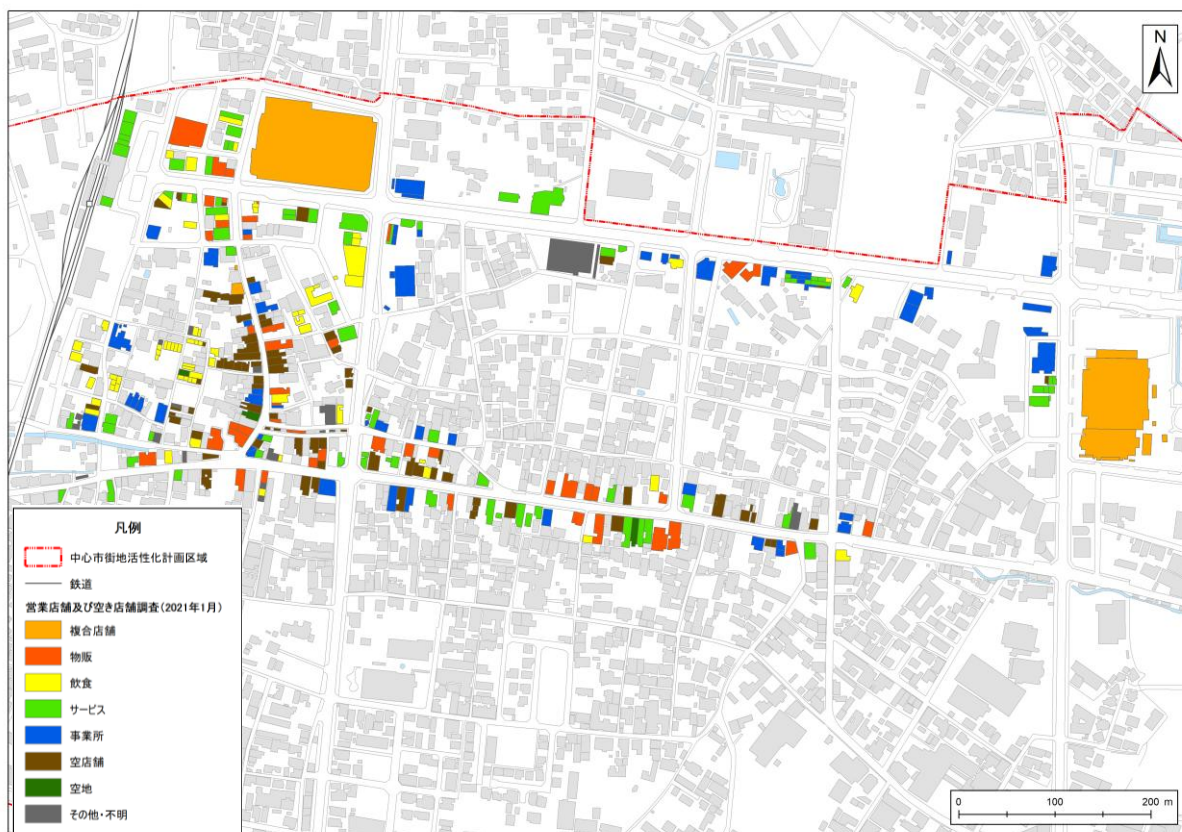 N
凡例
中心市街地活性化計画区域
鉄道
営業店舗及び空き店舗調査(2021年1月)
複合店舗
物販
飲食
サービス
事業所
空店舗
空地
その他・不明
0 100 200 m